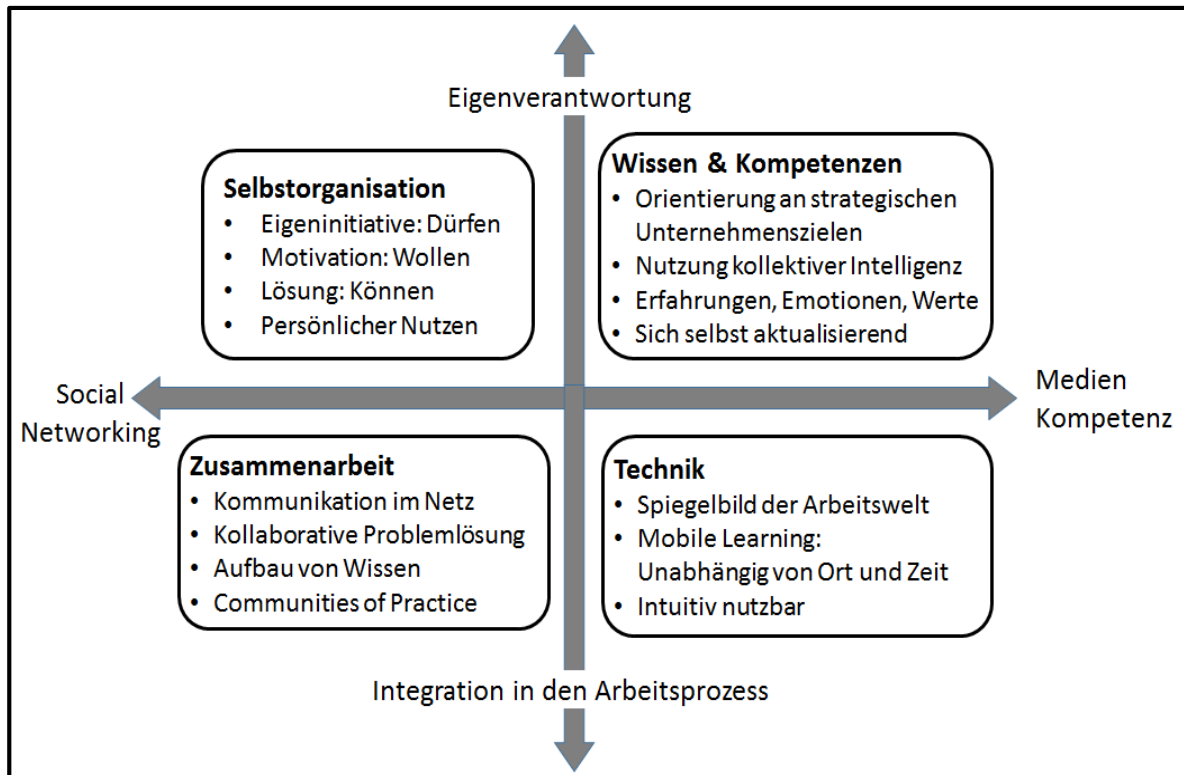 Eigenverantwortung
Selbstorganisation
• Eigeninitiative: Dürfen
• Motivation: Wollen
• Lösung: Können
• Persönlicher Nutzen
Wissen & Kompetenzen
• Orientierung an strategischen
Unternehmenszielen
• Nutzung kollektiver Intelligenz
• Erfahrungen, Emotionen, Werte
• Sich selbst aktualisierend
Social
Networking
Medien
Kompetenz
Zusammenarbeit
• Kommunikation im Netz
• Kollaborative Problemlösung
• Aufbau von Wissen
• Communities of Practice
Technik
• Spiegelbild der Arbeitswelt
• Mobile Learning:
Unabhängig von Ort und Zeit
• Intuitiv nutzbar
Integration in den Arbeitsprozess